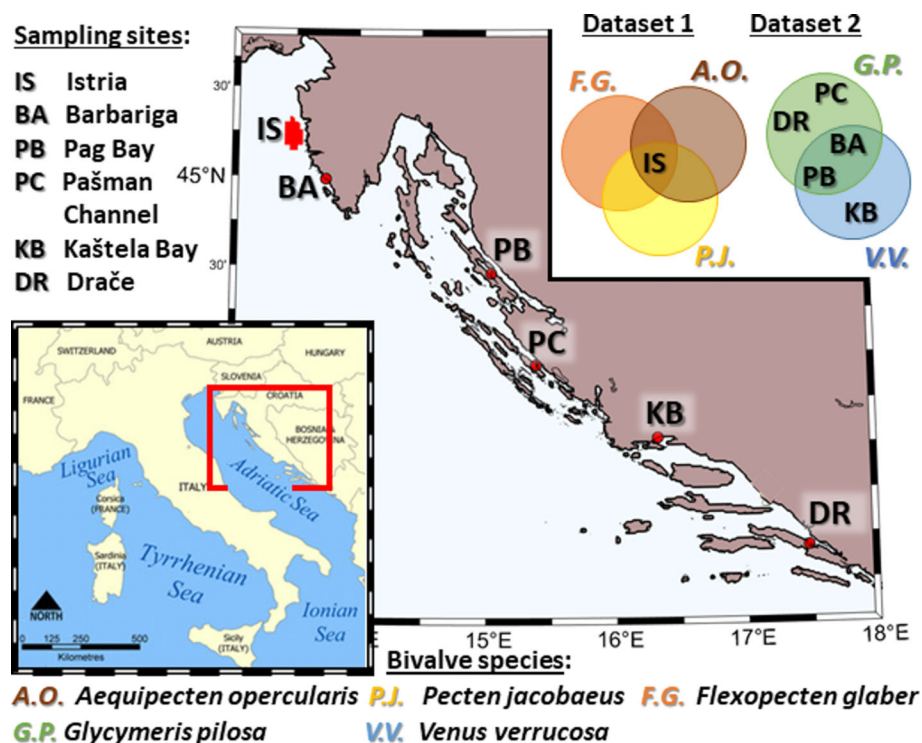 Sampling sites:
IS Istria
BA Barbariga
PB Pag Bay
PC Pašman
Channel
KB Kaštela Bay
DR Drače
Dataset 1
Dataset 2
F.G.
A.O.
IS
P.J.
G.P.
PC
DR
BA
PB
KB
V.V.
30'
45°N
30'
IS
BA
PB
PC
KB
DR
15°E
16°E
17°E
18°E
SWITZERLAND
AUSTRIA
HUNGARY
SLOVENIA
CROATIA
FRANCE
BOSNIA &
HERZEGOVINA
Ligurian
Sea
ITALY
Adriatic Sea
Corsica
(FRANCE)
Sardinia
(ITALY)
Tyrrhenian
Sea
Ionian
Sea
Sicily
(ITALY)
NORTH
0 125 250 500
Kilometres
Bivalve species:
A.O. Aequipecten opercularis P.J. Pecten jacobaeus F.G. Flexopecten glaber
G.P. Glycymeris pilosa V.V. Venus verrucosa